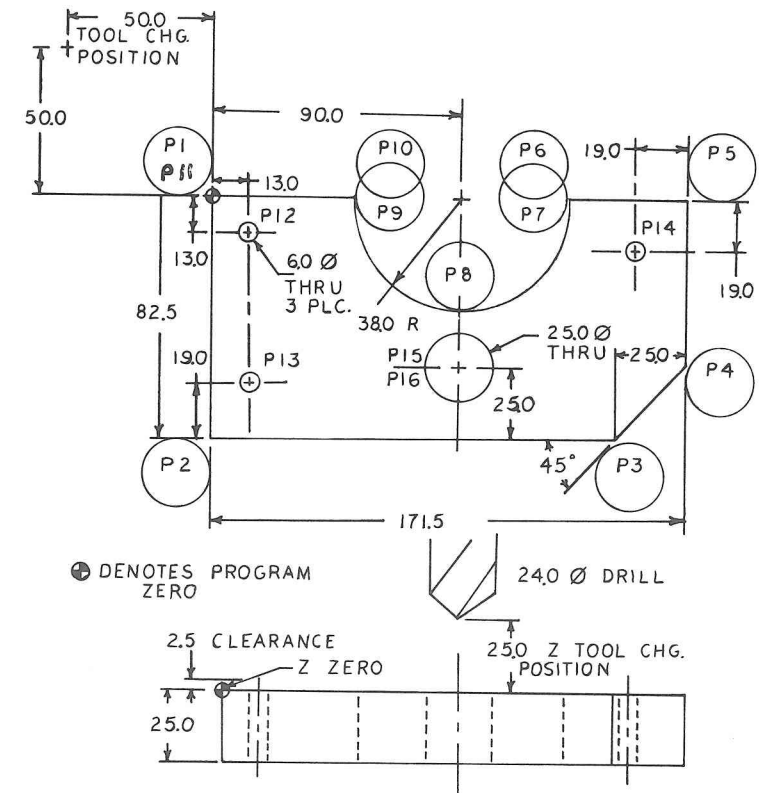 50.0
TOOL CHG.
POSITION
50.0
90.0
P1
P11
P10
P6
19.0
P5
13.0
P9
P7
P12
P14
13.0
6.0 Ø
THRU
3 PLC.
P8
19.0
82.5
38.0 R
25.0 Ø
THRU
25.0
19.0
P13
P15
P16
P4
25.0
P2
45°
P3
171.5
DENOTES PROGRAM
ZERO
24.0 Ø DRILL
2.5 CLEARANCE
Z ZERO
25.0 Z TOOL CHG.
POSITION
25.0